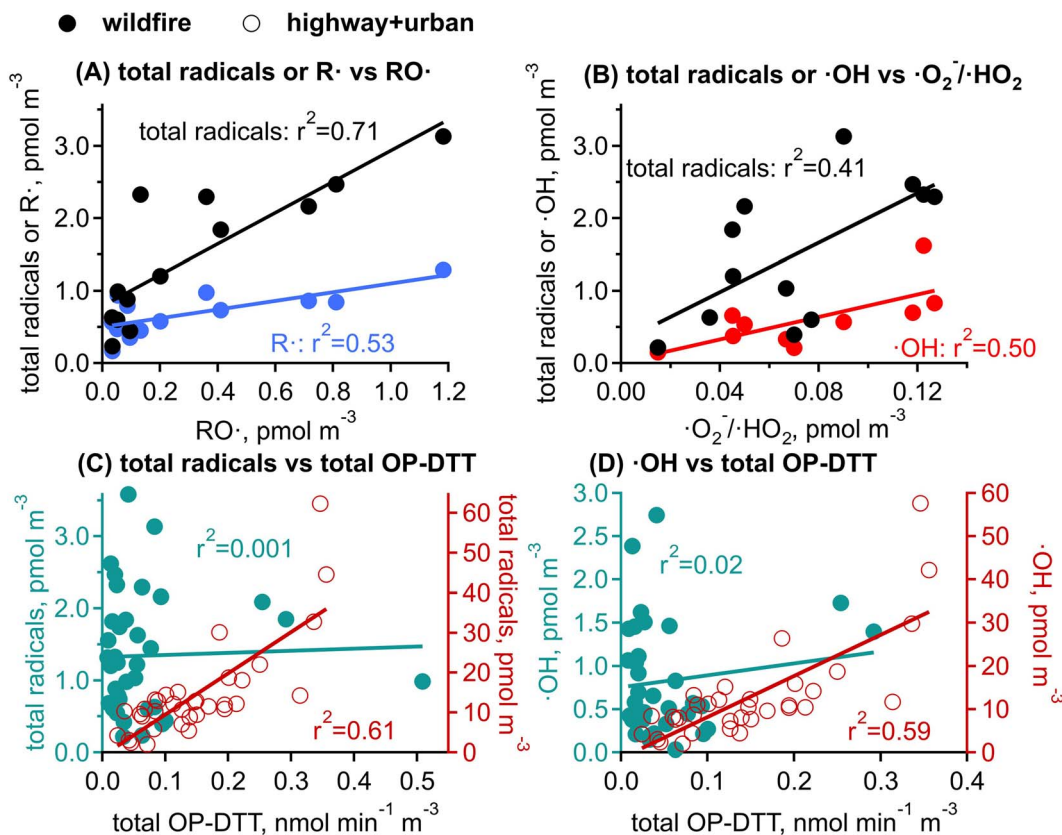 wildfire highway+urban
(A) total radicals or R· vs RO·
total radicals or R·, pmol m⁻³
3.0
2.0
1.0
0.0
total radicals: r²=0.71
R·: r²=0.53
0.0 0.2 0.4 0.6 0.8 1.0 1.2
RO·, pmol m⁻³
(B) total radicals or ·OH vs ·O₂⁻/·HO₂
total radicals or ·OH, pmol m⁻³
3.0
2.0
1.0
0.0
total radicals: r²=0.41
·OH: r²=0.50
0.00 0.04 0.08 0.12
·O₂⁻/·HO₂, pmol m⁻³
(C) total radicals vs total OP-DTT
total radicals, pmol m⁻³
3.0
2.0
1.0
0.0
r²=0.001
r²=0.61
60
50
40
30
20
10
0
total radicals, pmol m⁻³
0.0 0.1 0.2 0.3 0.4 0.5
total OP-DTT, nmol min⁻¹ m⁻³
(D) ·OH vs total OP-DTT
·OH, pmol m⁻³
3.0
2.5
2.0
1.5
1.0
0.5
0.0
r²=0.02
r²=0.59
60
50
40
30
20
10
0
·OH, pmol m⁻³
0.0 0.1 0.2 0.3 0.4
total OP-DTT, nmol min⁻¹ m⁻³